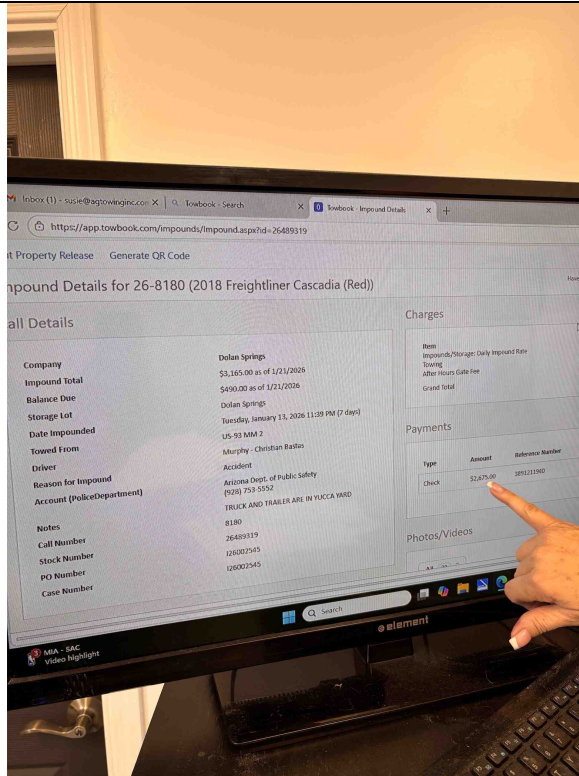 Inbox (1) - susie@agtowinginc.com
Towbook - Search
Towbook - Impound Details
https://app.towbook.com/impounds/Impound.aspx?id=26489319
Property Release Generate QR Code
pound Details for 26-8180 (2018 Freightliner Cascadia (Red))
all Details
Company Dolan Springs
Impound Total $3,165.00 as of 1/21/2026
Balance Due $490.00 as of 1/21/2026
Storage Lot Dolan Springs
Date Impounded Tuesday, January 13, 2026 11:39 PM (7 days)
Towed From US-93 MM 2
Driver Murphy - Christian Bastas
Reason for Impound Accident
Account (PoliceDepartment) Arizona Dept. of Public Safety
(928) 753-5552
Notes TRUCK AND TRAILER ARE IN YUCCA YARD
Call Number 8180
Stock Number 26489319
PO Number I26002545
Case Number I26002545
Charges
Item
Impounds/Storage: Daily Impound Rate
Towing
After Hours Gate Fee
Grand Total
Payments
Type Amount Reference Number
Check $2,675.00
Photos/Videos
Search
MIA - SAC
Video highlight
element